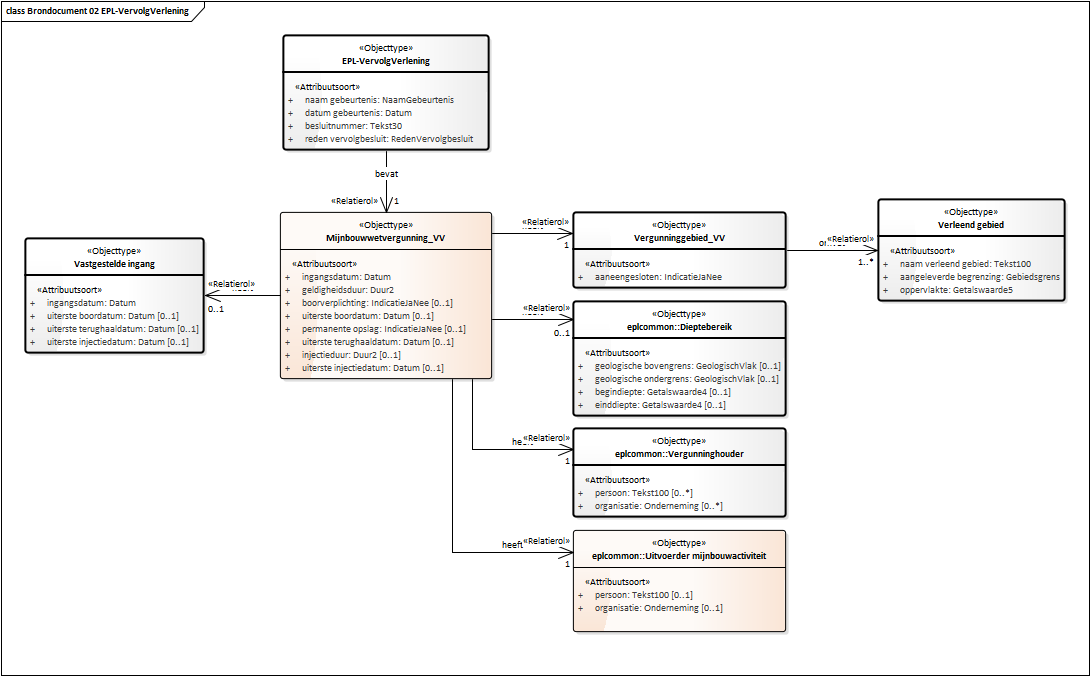 class Brondocument 02 EPL-VervolgVerlening
«Objecttype»
EPL-VervolgVerlening
«Attribuutsoort»
+ naam gebeurtenis: NaamGebeurtenis
+ datum gebeurtenis: Datum
+ besluitnummer: Tekst30
+ reden vervolgbesluit: RedenVervolgbesluit
bevat
«Relatierol» 1
«Objecttype»
Mijnbouwwetvergunning_VV
«Attribuutsoort»
+ ingangsdatum: Datum
+ geldigheidsduur: Duur2
+ boorverplichting: IndicatieJaNee [0..1]
+ uiterste boordatum: Datum [0..1]
+ permanente opslag: IndicatieJaNee [0..1]
+ uiterste terughaaldatum: Datum [0..1]
+ injectieduur: Duur2 [0..1]
+ uiterste injectiedatum: Datum [0..1]
«Objecttype»
Vastgestelde ingang
«Attribuutsoort»
+ ingangsdatum: Datum
+ uiterste boordatum: Datum [0..1]
+ uiterste terughaaldatum: Datum [0..1]
+ uiterste injectiedatum: Datum [0..1]
«Relatierol»
0..1
«Relatierol»
1
«Objecttype»
Vergunninggebied_VV
«Attribuutsoort»
+ aaneengesloten: IndicatieJaNee
«Relatierol»
1..*
«Objecttype»
Verleend gebied
«Attribuutsoort»
+ naam verleend gebied: Tekst100
+ aangeleverde begrenzing: Gebiedsgrens
+ oppervlakte: Getalswaarde5
«Relatierol»
0..1
«Objecttype»
eplcommon::Dieptebereik
«Attribuutsoort»
+ geologische bovengrens: GeologischVlak [0..1]
+ geologische ondergrens: GeologischVlak [0..1]
+ begindiepte: Getalswaarde4 [0..1]
+ einddiepte: Getalswaarde4 [0..1]
«Relatierol»
1
«Objecttype»
eplcommon::Vergunninghouder
«Attribuutsoort»
+ persoon: Tekst100 [0..*]
+ organisatie: Onderneming [0..*]
heeft «Relatierol»
1
«Objecttype»
eplcommon::Uitvoerder mijnbouwactiviteit
«Attribuutsoort»
+ persoon: Tekst100 [0..1]
+ organisatie: Onderneming [0..1]